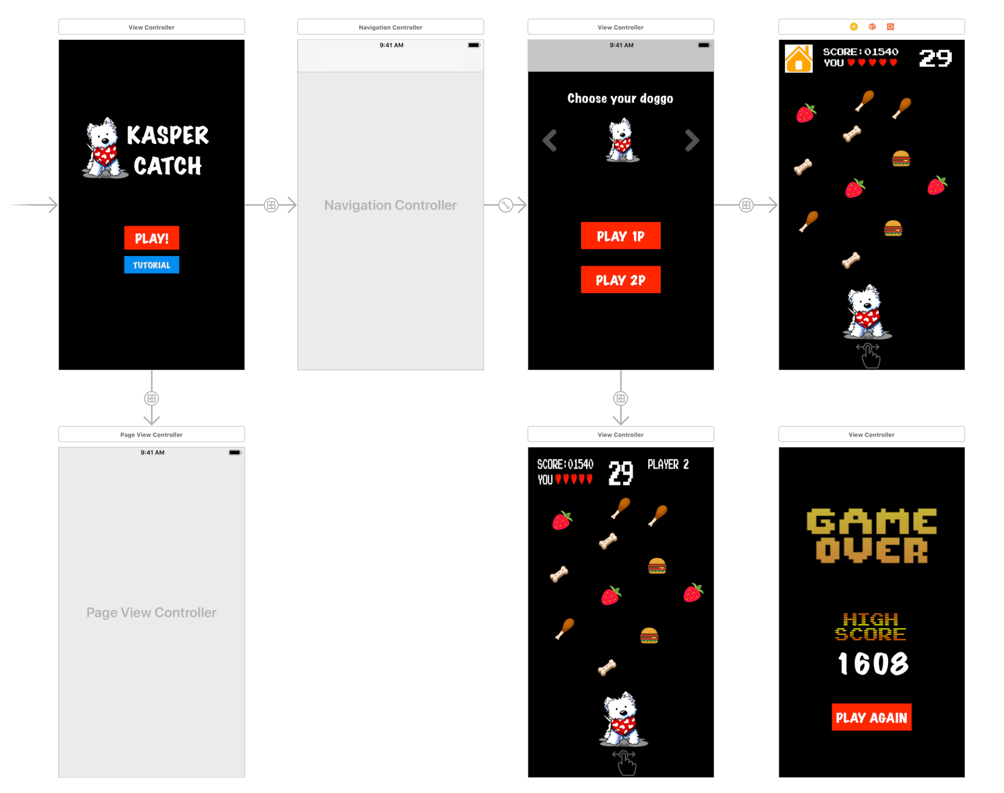 View Controller
KASPER
CATCH
PLAY!
TUTORIAL
Navigation Controller
9:41 AM
Navigation Controller
View Controller
9:41 AM
Choose your doggo
PLAY 1P
PLAY 2P
SCORE:01540
YOU
29
Page View Controller
9:41 AM
Page View Controller
View Controller
SCORE:01540
YOU
29
PLAYER 2
View Controller
GAME
OVER
HIGH
SCORE
1608
PLAY AGAIN